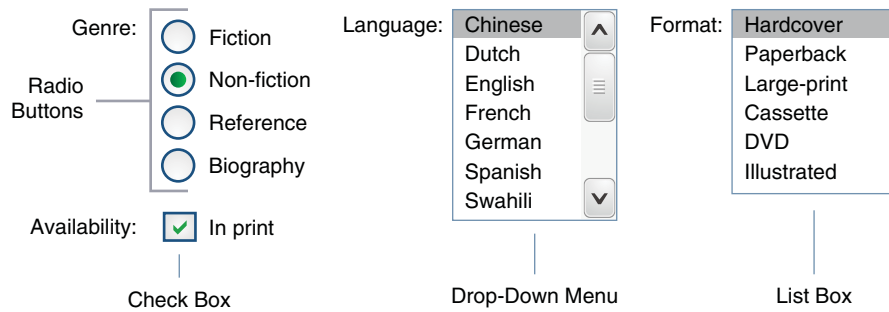 Genre:
Fiction
Non-fiction
Reference
Biography
Radio
Buttons
Availability:
In print
Check Box
Language:
Chinese
Dutch
English
French
German
Spanish
Swahili
Drop-Down Menu
Format:
Hardcover
Paperback
Large-print
Cassette
DVD
Illustrated
List Box